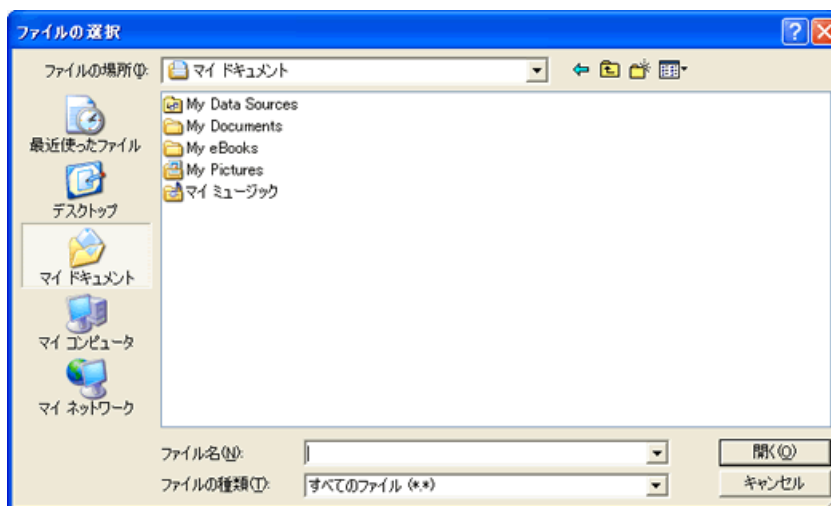 ファイルの選択
ファイルの場所(I):
マイ ドキュメント
My Data Sources
My Documents
My eBooks
My Pictures
マイ ミュージック
最近使ったファイル
デスクトップ
マイ ドキュメント
マイ コンピュータ
マイ ネットワーク
ファイル名(N):
開く(O)
ファイルの種類(T):
すべてのファイル (*.*)
キャンセル